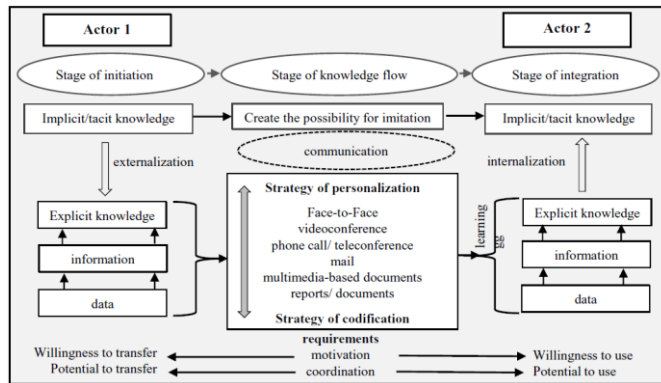 Actor 1
Actor 2
Stage of initiation
Stage of knowledge flow
Stage of integration
Implicit/tacit knowledge
Create the possibility for imitation
Implicit/tacit knowledge
externalization
communication
internalization
Strategy of personalization
Face-to-Face
videoconference
phone call/ teleconference
mail
multimedia-based documents
reports/ documents
Strategy of codification
Explicit knowledge
information
data
learning
gg
Explicit knowledge
information
data
requirements
Willingness to transfer
motivation
Willingness to use
Potential to transfer
coordination
Potential to use